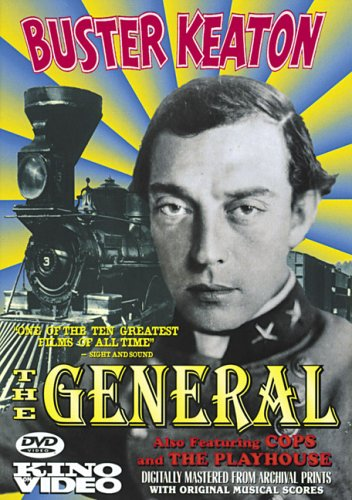 BUSTER KEATON
3
"ONE OF THE TEN GREATEST
FILMS OF ALL TIME"
– SIGHT AND SOUND
THE GENERAL
Also Featuring COPS
and THE PLAYHOUSE
DVD
VIDEO
KINO
ON
VIDEO
DIGITALLY MASTERED FROM ARCHIVAL PRINTS
WITH ORIGINAL MUSICAL SCORES